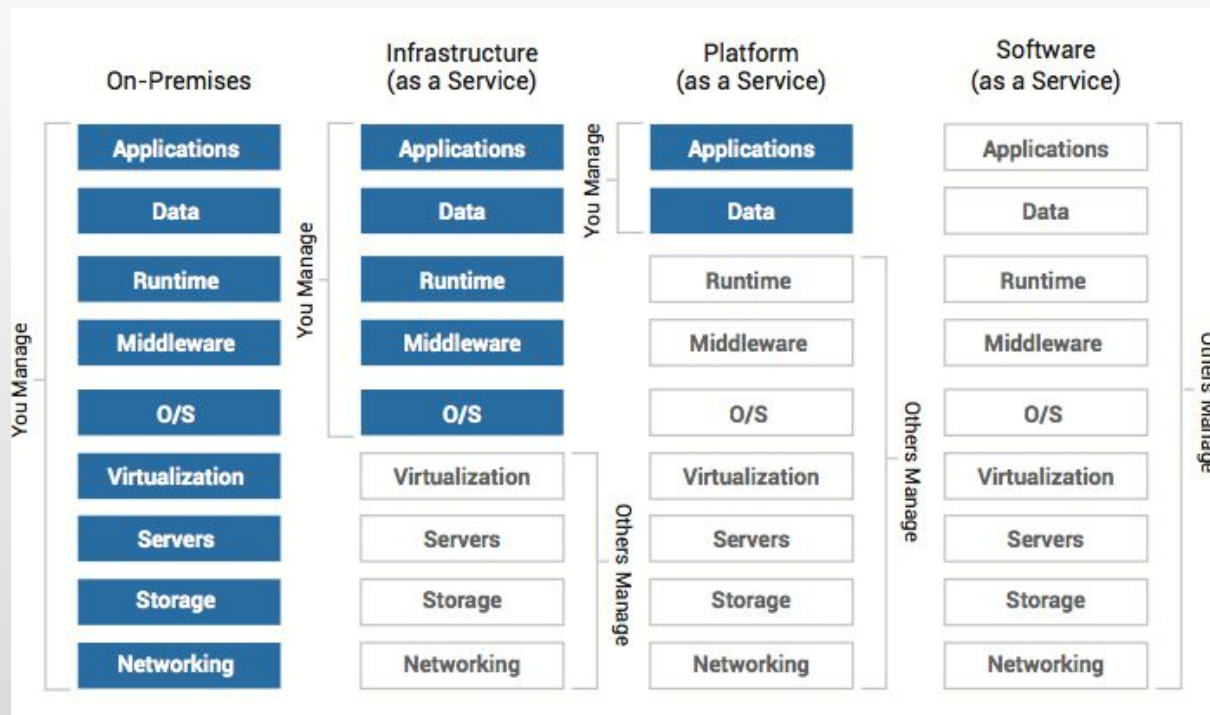 On-Premises
You Manage
Applications
Data
Runtime
Middleware
O/S
Virtualization
Servers
Storage
Networking
Infrastructure
(as a Service)
You Manage
Applications
Data
Runtime
Middleware
O/S
Virtualization
Servers
Storage
Networking
Others Manage
Platform
(as a Service)
You Manage
Applications
Data
Runtime
Middleware
O/S
Virtualization
Servers
Storage
Networking
Others Manage
Software
(as a Service)
Applications
Data
Runtime
Middleware
O/S
Virtualization
Servers
Storage
Networking
Others Manage